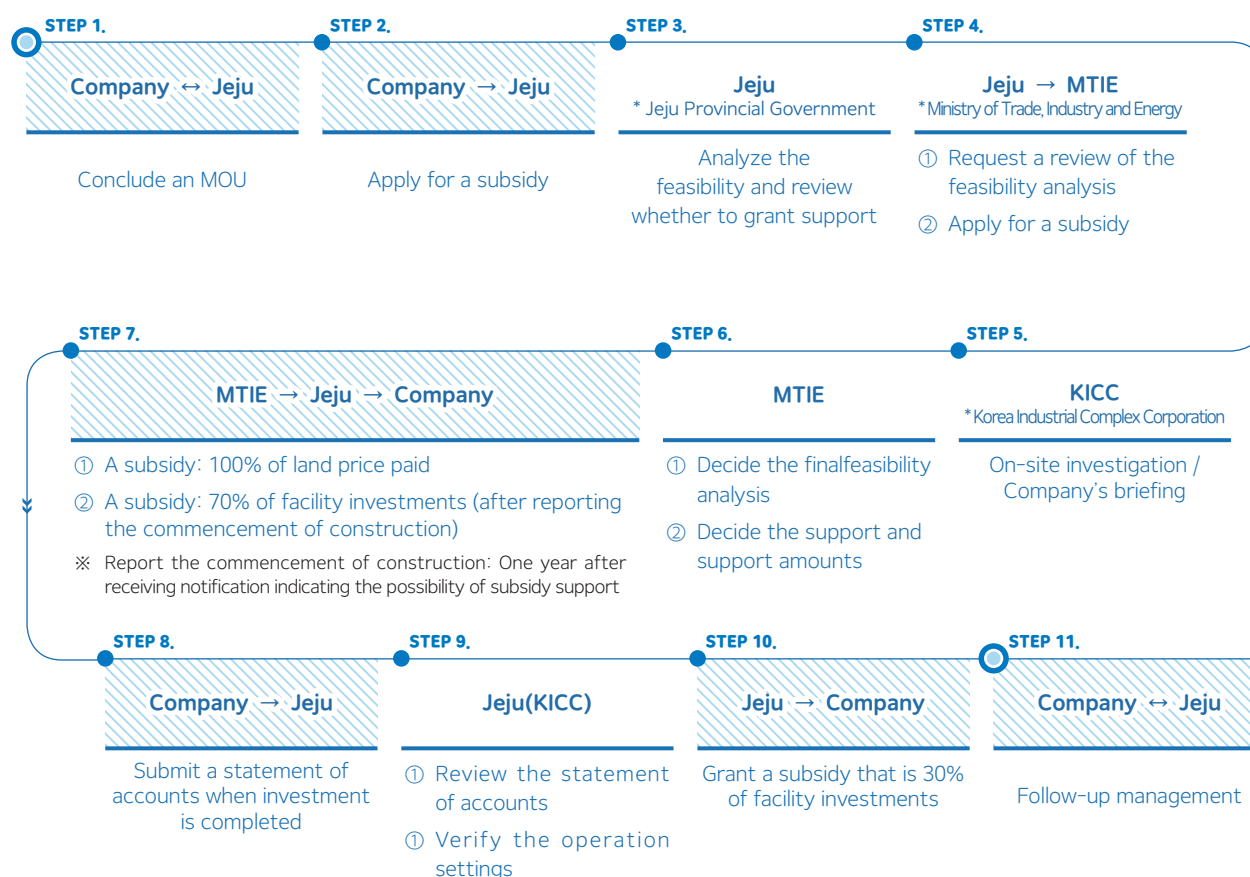 STEP 1.
Company ↔ Jeju
Conclude an MOU
STEP 2.
Company → Jeju
Apply for a subsidy
STEP 3.
Jeju
* Jeju Provincial Government
Analyze the
feasibility and review
whether to grant support
STEP 4.
Jeju → MTIE
* Ministry of Trade, Industry and Energy
① Request a review of the
feasibility analysis
② Apply for a subsidy
STEP 5.
KICC
* Korea Industrial Complex Corporation
On-site investigation /
Company's briefing
STEP 6.
MTIE
① Decide the finalfeasibility
analysis
② Decide the support and
support amounts
STEP 7.
MTIE → Jeju → Company
① A subsidy: 100% of land price paid
② A subsidy: 70% of facility investments (after reporting
the commencement of construction)
※ Report the commencement of construction: One year after
receiving notification indicating the possibility of subsidy support
STEP 8.
Company → Jeju
Submit a statement of
accounts when investment
is completed
STEP 9.
Jeju(KICC)
① Review the statement
of accounts
① Verify the operation
settings
STEP 10.
Jeju → Company
Grant a subsidy that is 30%
of facility investments
STEP 11.
Company ↔ Jeju
Follow-up management